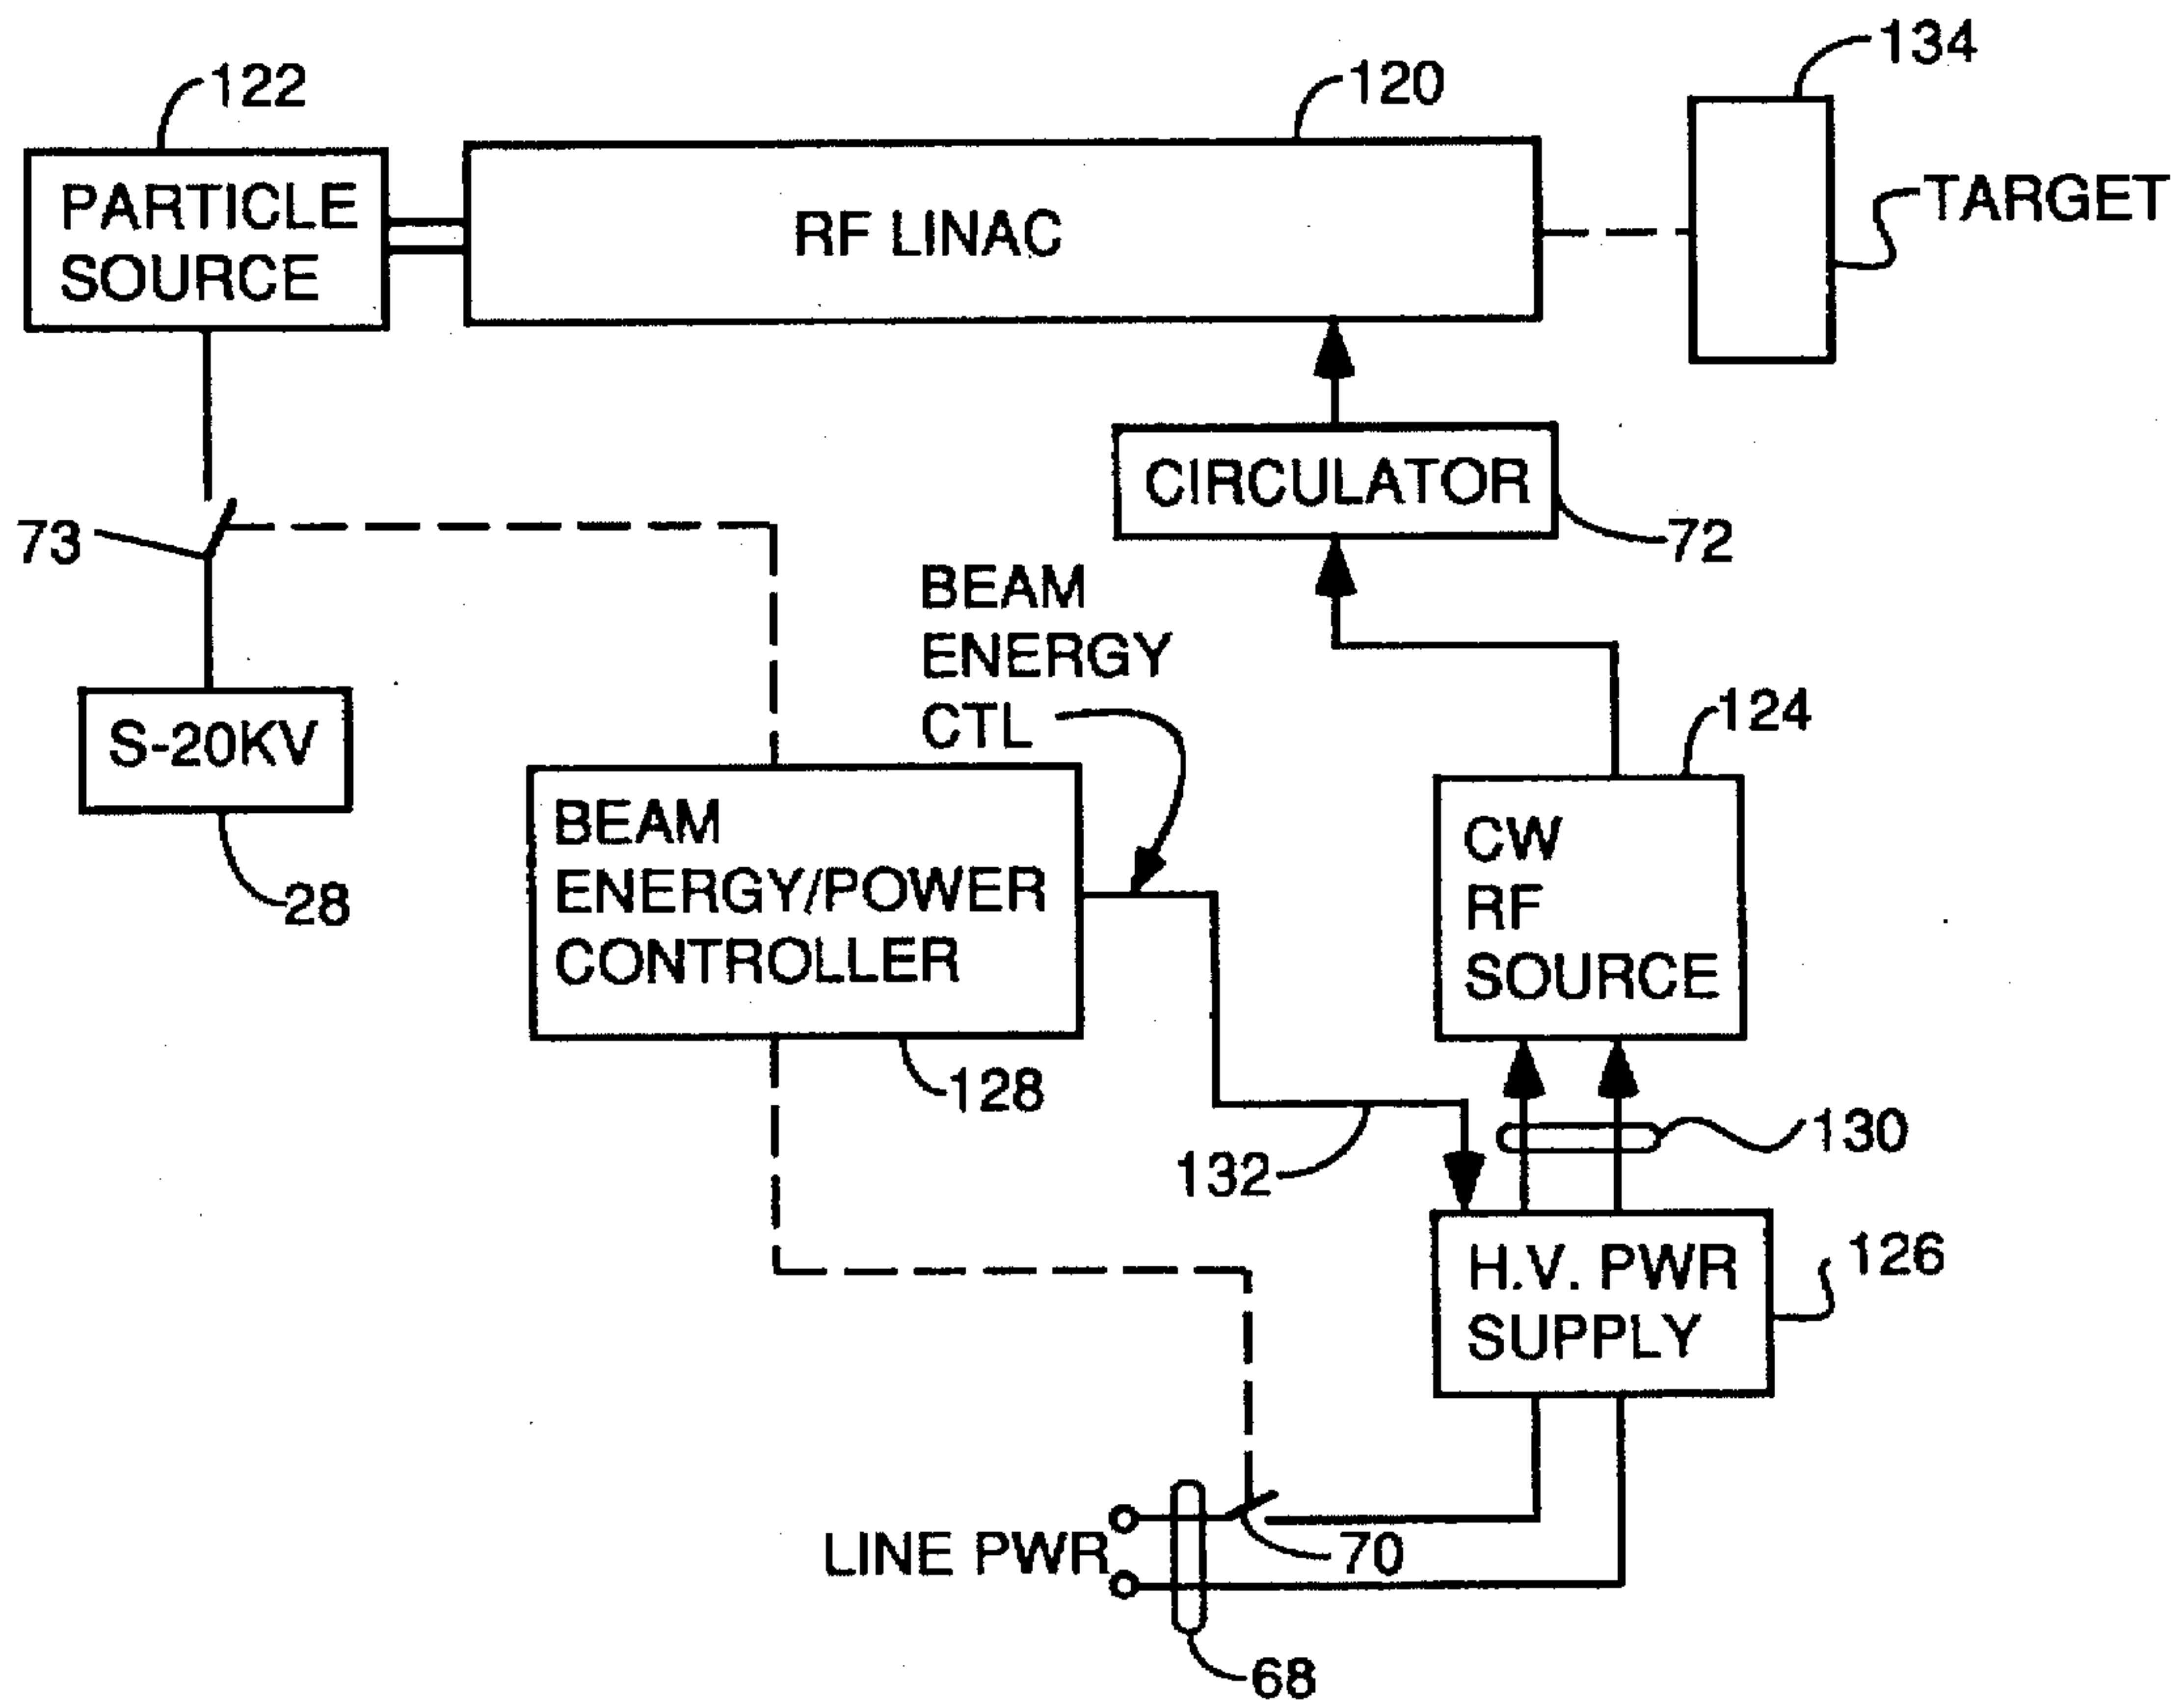 134
122
120
PARTICLE
SOURCE
RF LINAC
TARGET
CIRCULATOR
73
72
BEAM
ENERGY
CTL
S-20KV
124
28
BEAM
ENERGY/POWER
CONTROLLER
CW
RF
SOURCE
128
130
132
H.V. PWR
SUPPLY
126
LINE PWR
70
68